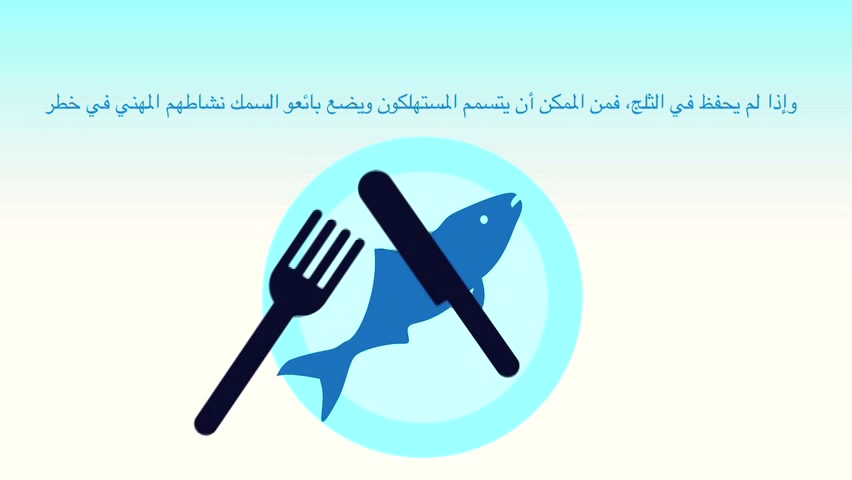 وإذا لم يحفظ في الثلج، فمن الممكن أن يتسمم المستهلكون ويضع بائعو السمك نشاطهم المهني في خطر